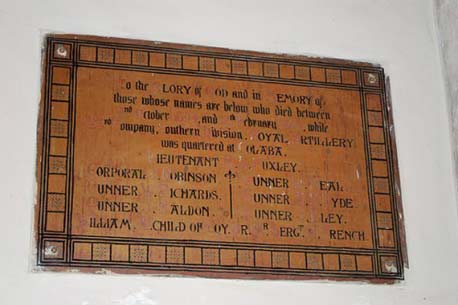 o the LORY of OD and in EMORY of
those whose names are below who died between
nd ctober and ebruary while
ompany, outhern ivision, OYAL RTILLERY
was quartered at OLABA.
IEUTENANT UXLEY.
ORPORAL OBINSON UNNER EAL
UNNER ICHARDS. UNNER YDE
UNNER ALDON. UNNER LEY.
ILLIAM, CHILD OF OY. R. R ERGT. RENCH.